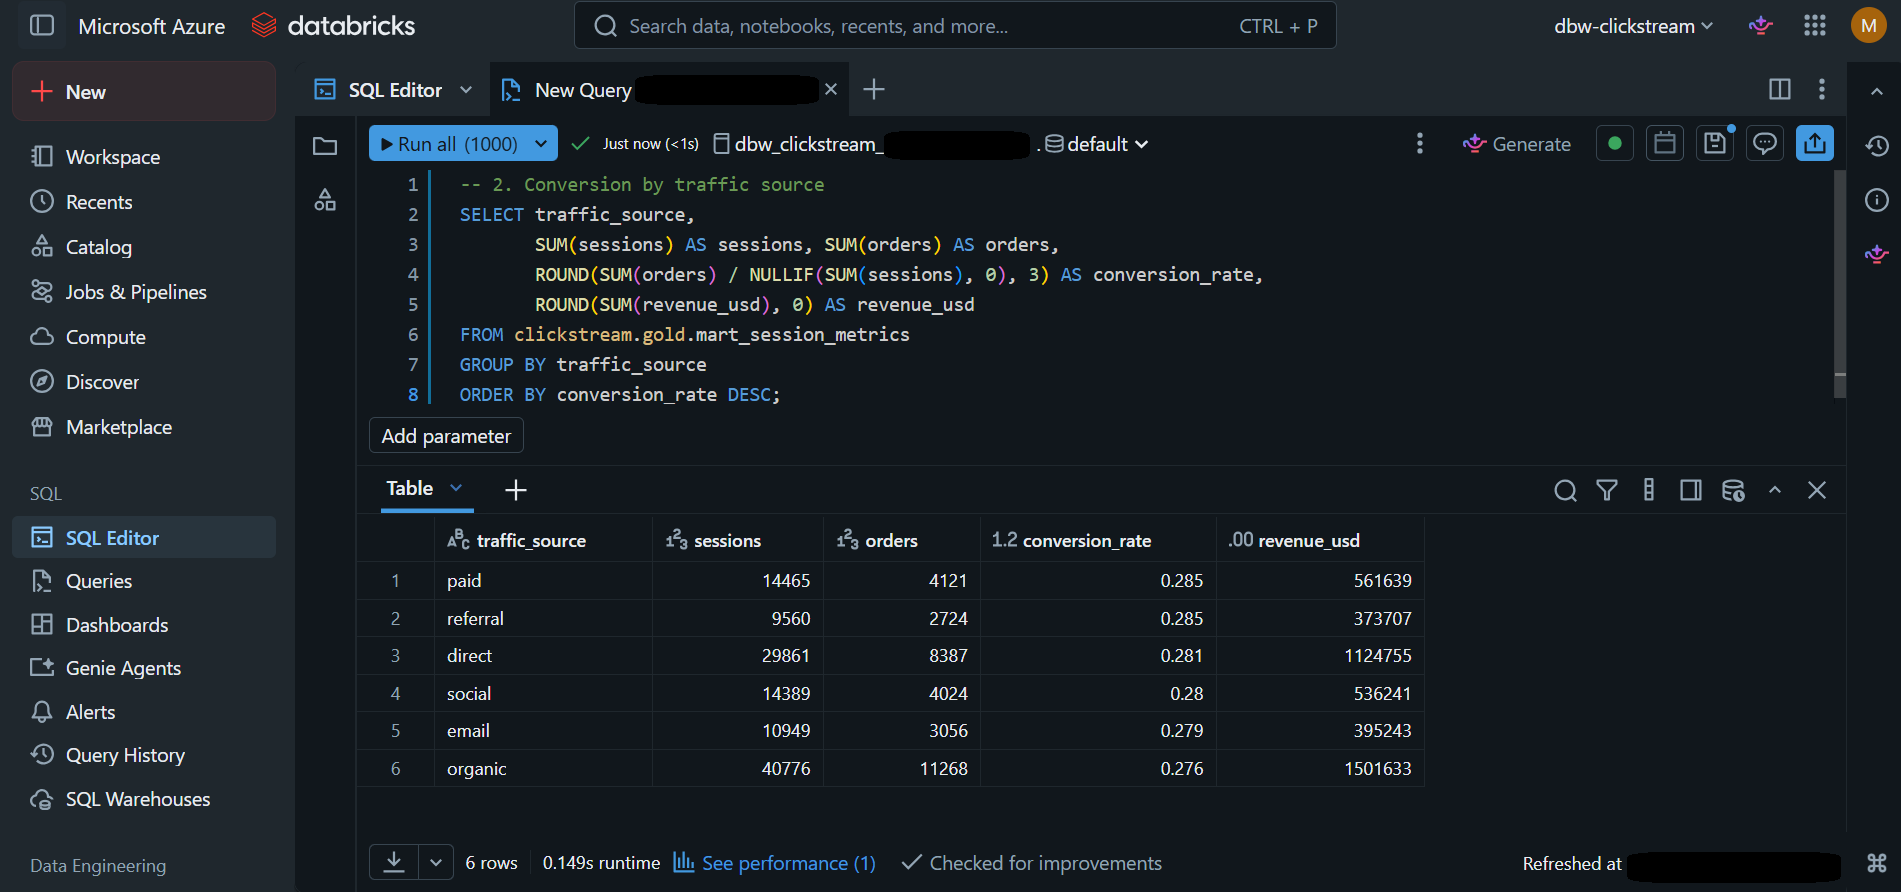 Microsoft Azure databricks
Search data, notebooks, recents, and more... CTRL + P
dbw-clickstream
M
New
Workspace
Recents
Catalog
Jobs & Pipelines
Compute
Discover
Marketplace
SQL
SQL Editor
Queries
Dashboards
Genie Agents
Alerts
Query History
SQL Warehouses
Data Engineering
SQL Editor
New Query
Run all (1000)
Just now (<1s)
dbw_clickstream_
. default
Generate
1 -- 2. Conversion by traffic source
2 SELECT traffic_source,
3 SUM(sessions) AS sessions, SUM(orders) AS orders,
4 ROUND(SUM(orders) / NULLIF(SUM(sessions), 0), 3) AS conversion_rate,
5 ROUND(SUM(revenue_usd), 0) AS revenue_usd
6 FROM clickstream.gold.mart_session_metrics
7 GROUP BY traffic_source
8 ORDER BY conversion_rate DESC;
Add parameter
Table
ABC traffic_source 123 sessions 123 orders 1.2 conversion_rate .00 revenue_usd
1 paid 14465 4121 0.285 561639
2 referral 9560 2724 0.285 373707
3 direct 29861 8387 0.281 1124755
4 social 14389 4024 0.28 536241
5 email 10949 3056 0.279 395243
6 organic 40776 11268 0.276 1501633
6 rows 0.149s runtime See performance (1) Checked for improvements
Refreshed at